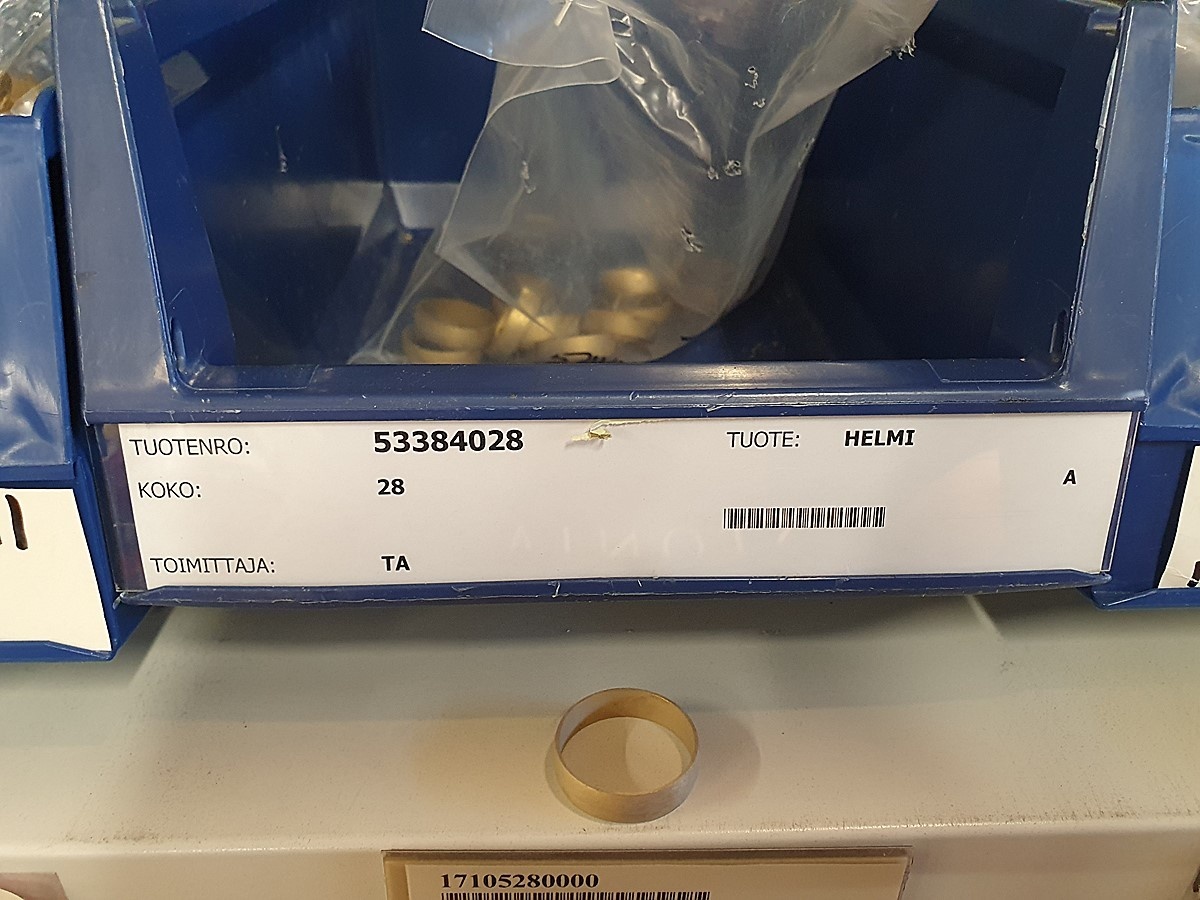 TUOTENRO: 53384028 TUOTE: HELMI
KOKO: 28 A
TOIMITTAJA: TA
17105280000